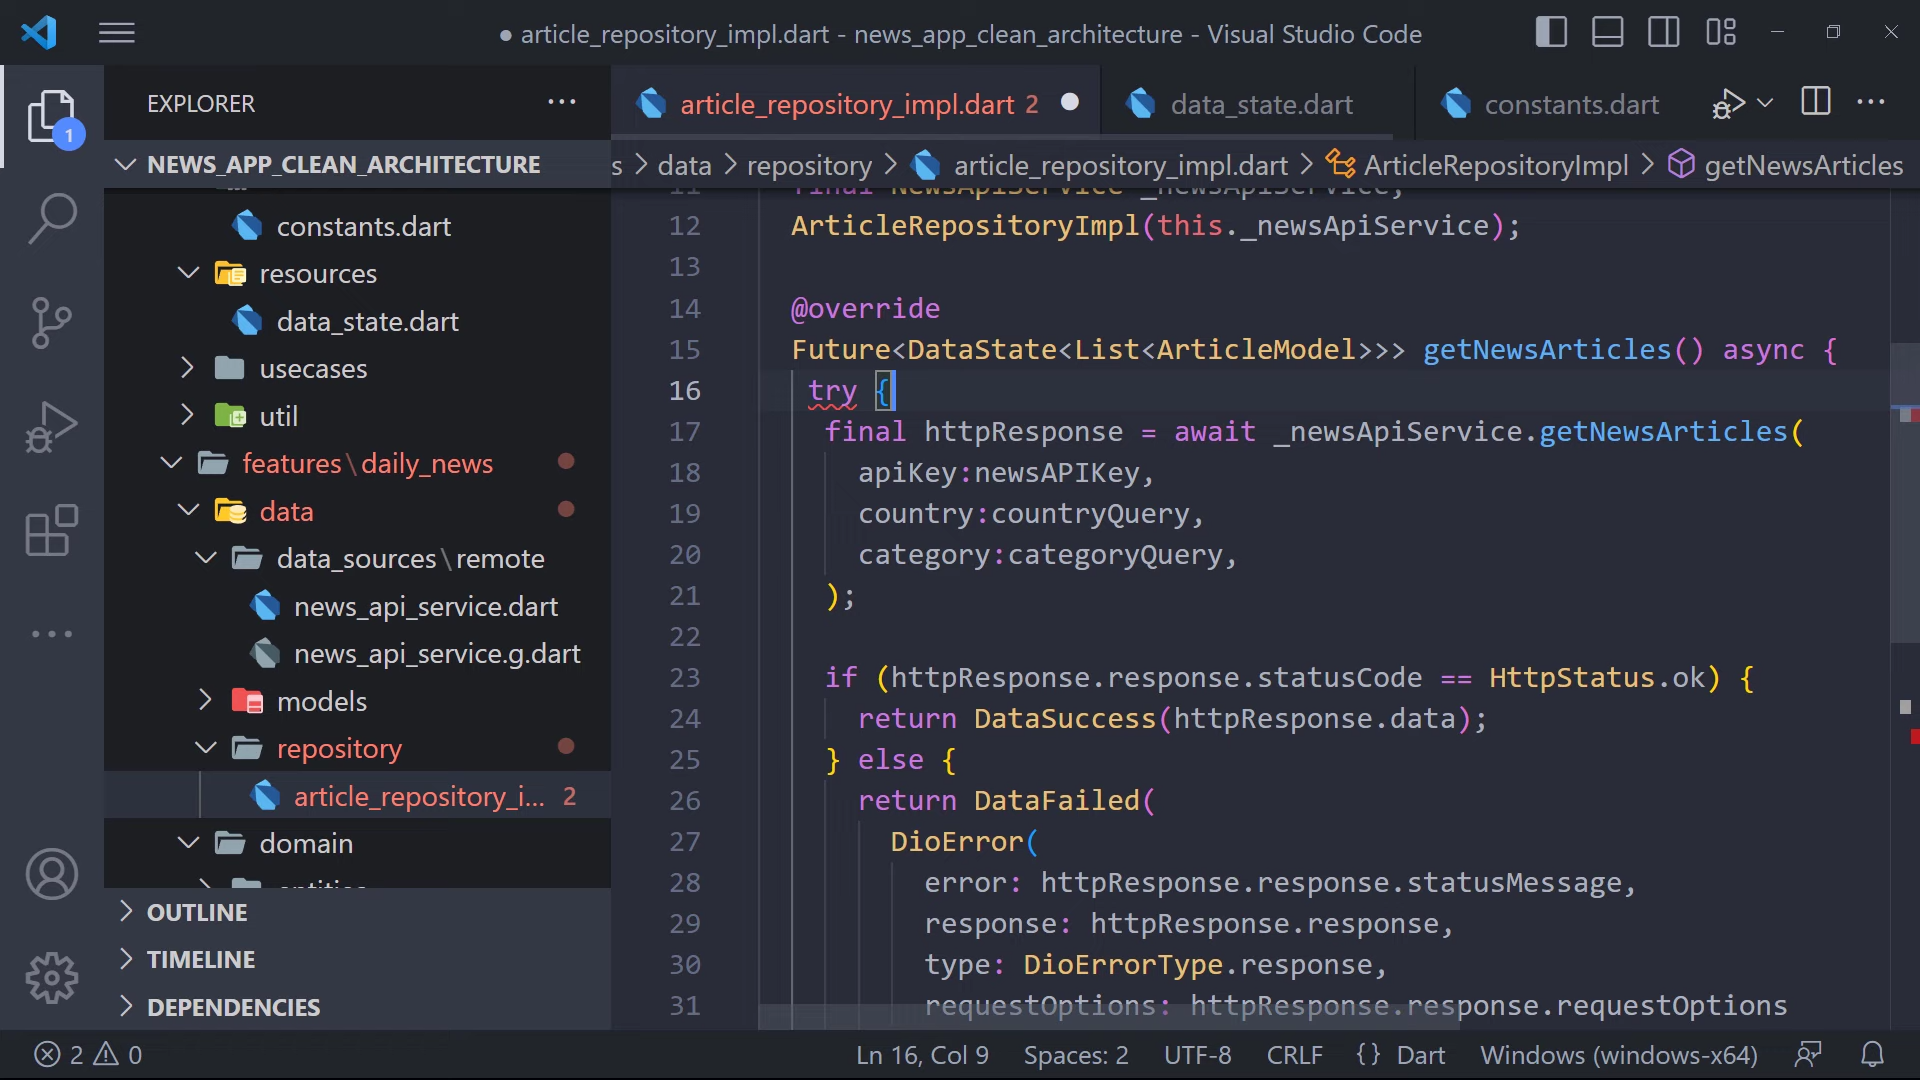 ● article_repository_impl.dart - news_app_clean_architecture - Visual Studio Code
EXPLORER
article_repository_impl.dart 2
data_state.dart
constants.dart
1
NEWS_APP_CLEAN_ARCHITECTURE
s > data > repository > article_repository_impl.dart > ArticleRepositoryImpl > getNewsArticles
constants.dart
resources
data_state.dart
usecases
util
features\daily_news
data
data_sources\remote
news_api_service.dart
news_api_service.g.dart
models
repository
article_repository_i... 2
domain
entities
OUTLINE
TIMELINE
DEPENDENCIES
11 final NewsApiService _newsApiService;
12 ArticleRepositoryImpl(this._newsApiService);
13
14 @override
15 Future<DataState<List<ArticleModel>>> getNewsArticles() async {
16 try {
17 final httpResponse = await _newsApiService.getNewsArticles(
18 apiKey:newsAPIKey,
19 country:countryQuery,
20 category:categoryQuery,
21 );
22
23 if (httpResponse.response.statusCode == HttpStatus.ok) {
24 return DataSuccess(httpResponse.data);
25 } else {
26 return DataFailed(
27 DioError(
28 error: httpResponse.response.statusMessage,
29 response: httpResponse.response,
30 type: DioErrorType.response,
31 requestOptions: httpResponse.response.requestOptions
2 0
Ln 16, Col 9
Spaces: 2
UTF-8
CRLF
{ } Dart
Windows (windows-x64)